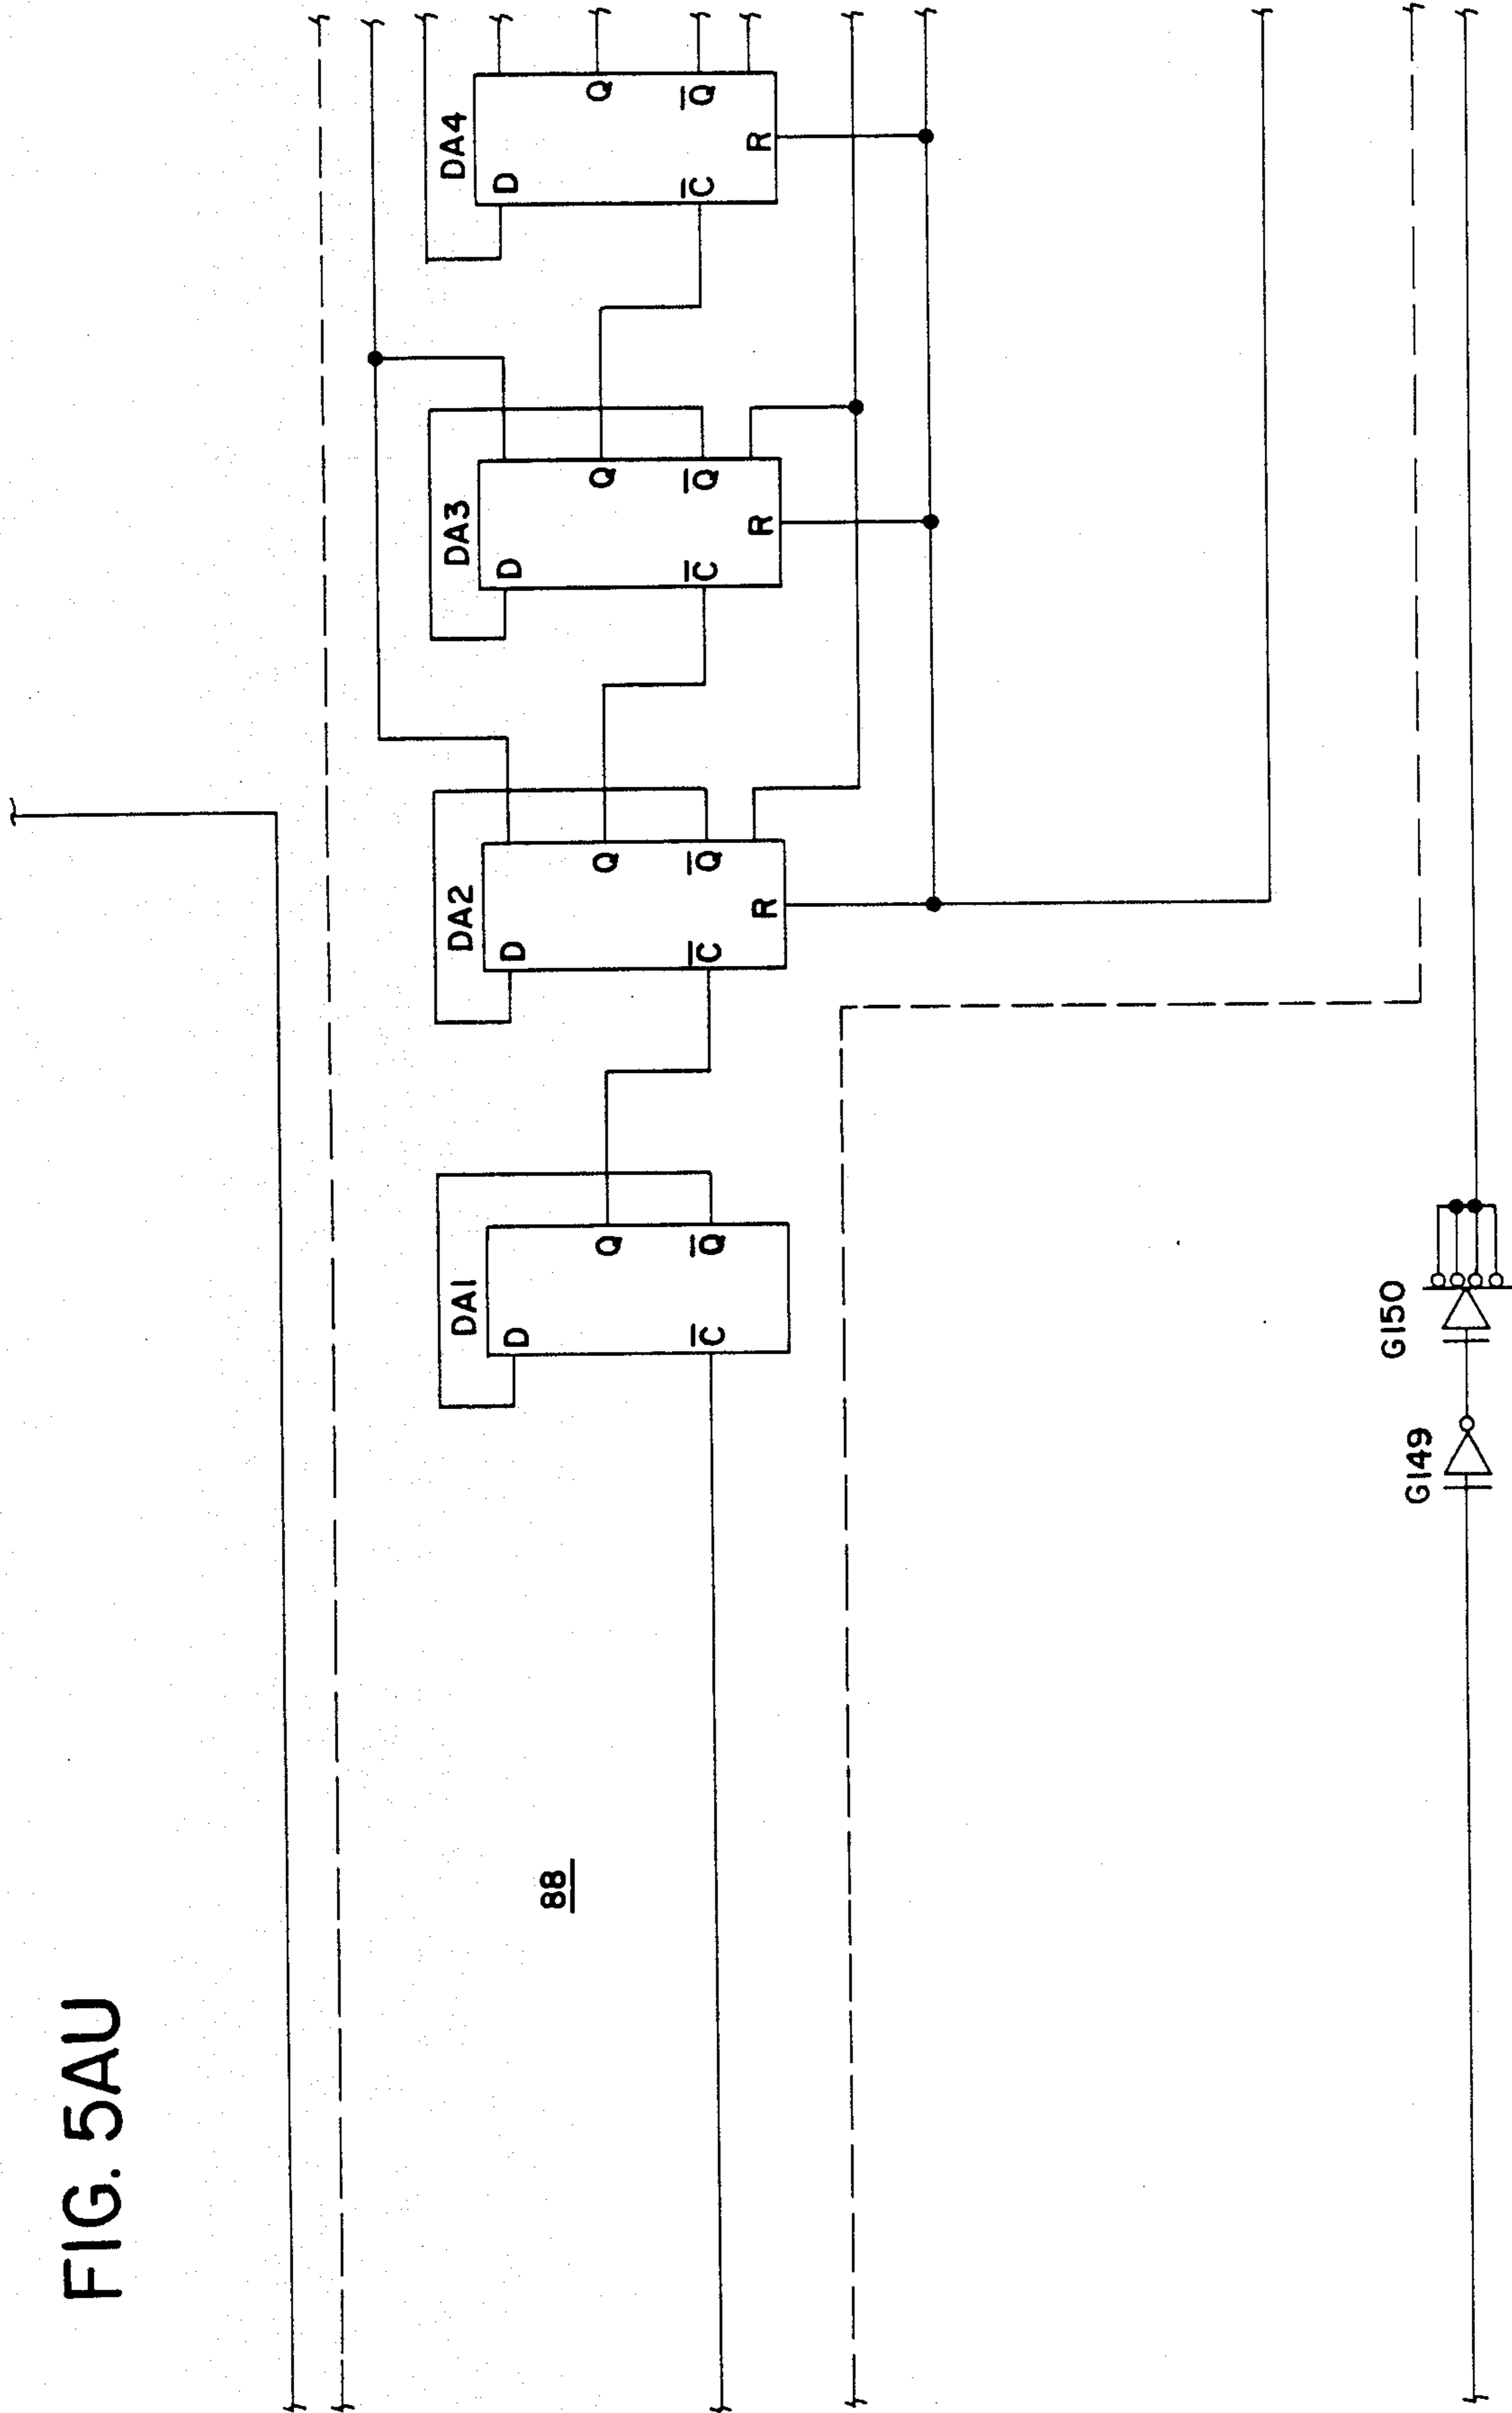 FIG. 5AU
88
DA1
D
Q
C̅
Q̅
DA2
D
Q
C̅
Q̅
R
DA3
D
Q
C̅
Q̅
R
DA4
D
Q
C̅
Q̅
R
G149
G150